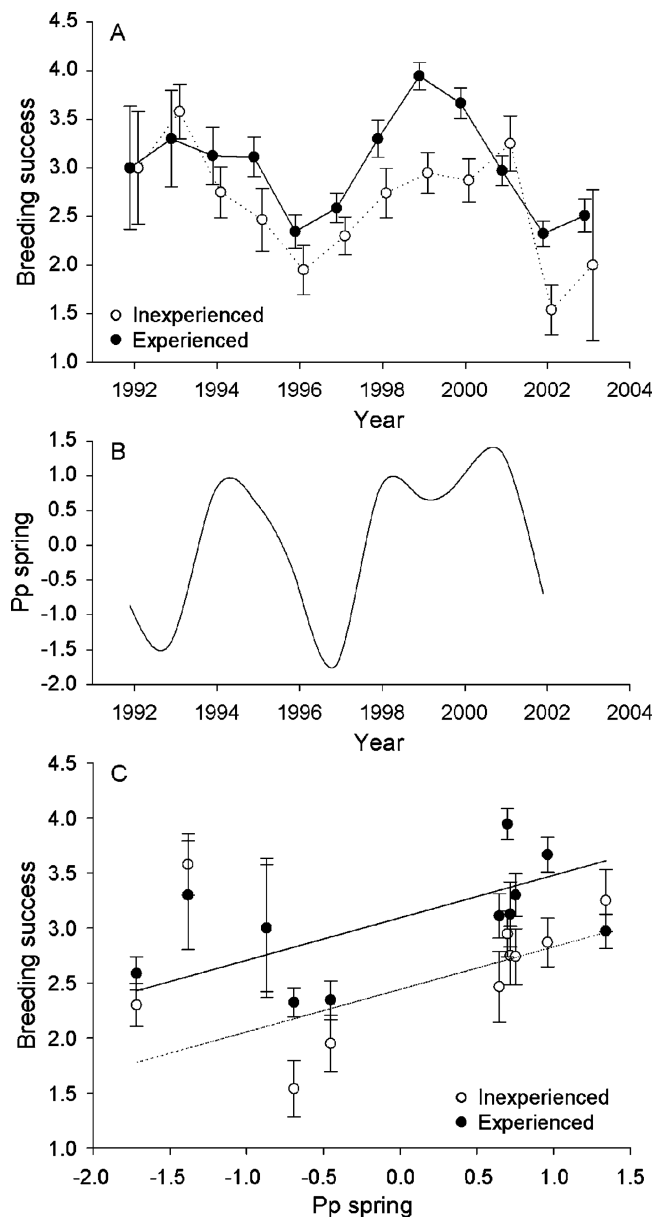 A
4.0
3.5
3.0
2.5
2.0
1.5
1.0
Breeding success
Inexperienced
Experienced
1992 1994 1996 1998 2000 2002 2004
Year
B
1.5
1.0
0.5
0.0
-0.5
-1.0
-1.5
-2.0
Pp spring
1992 1994 1996 1998 2000 2002 2004
Year
C
4.5
4.0
3.5
3.0
2.5
2.0
1.5
1.0
Breeding success
Inexperienced
Experienced
-2.0 -1.5 -1.0 -0.5 0.0 0.5 1.0 1.5
Pp spring